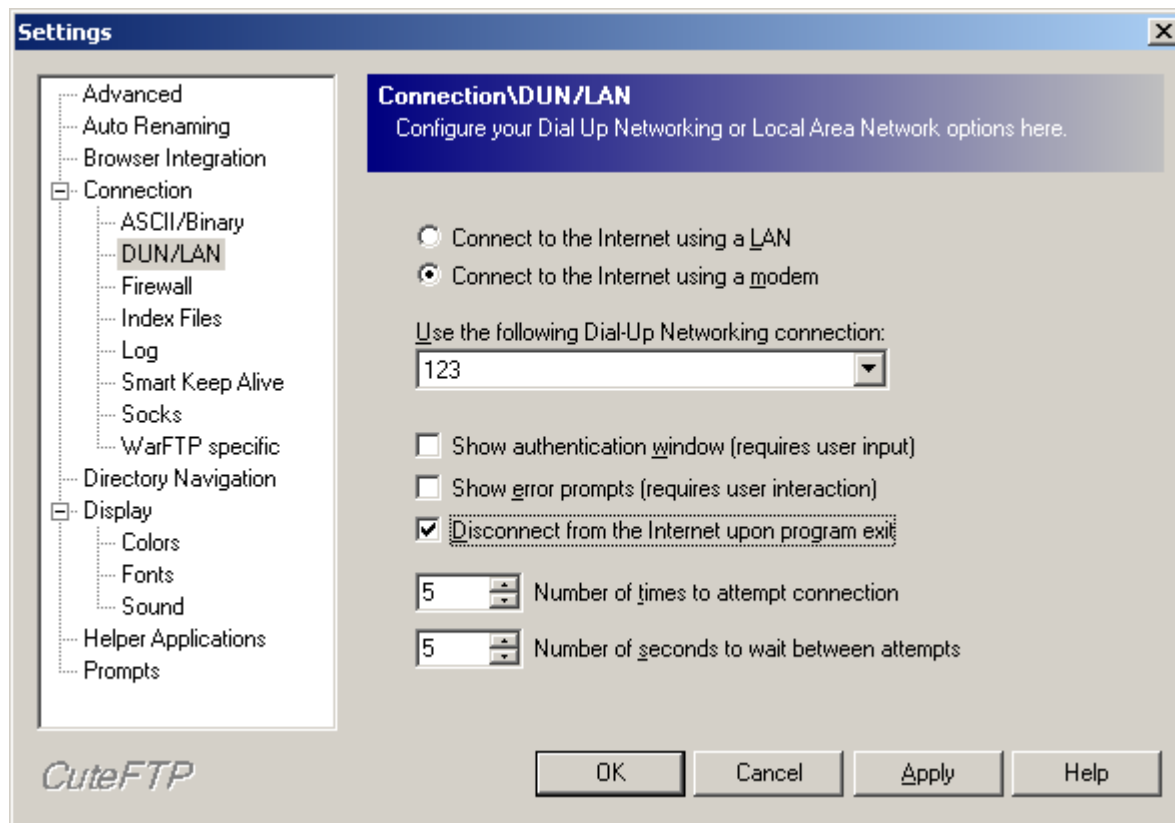 Settings
Advanced
Auto Renaming
Browser Integration
Connection
ASCII/Binary
DUN/LAN
Firewall
Index Files
Log
Smart Keep Alive
Socks
WarFTP specific
Directory Navigation
Display
Colors
Fonts
Sound
Helper Applications
Prompts
CuteFTP
Connection\DUN/LAN
Configure your Dial Up Networking or Local Area Network options here.
Connect to the Internet using a LAN
Connect to the Internet using a modem
Use the following Dial-Up Networking connection:
123
Show authentication window (requires user input)
Show error prompts (requires user interaction)
Disconnect from the Internet upon program exit
5 Number of times to attempt connection
5 Number of seconds to wait between attempts
OK Cancel Apply Help